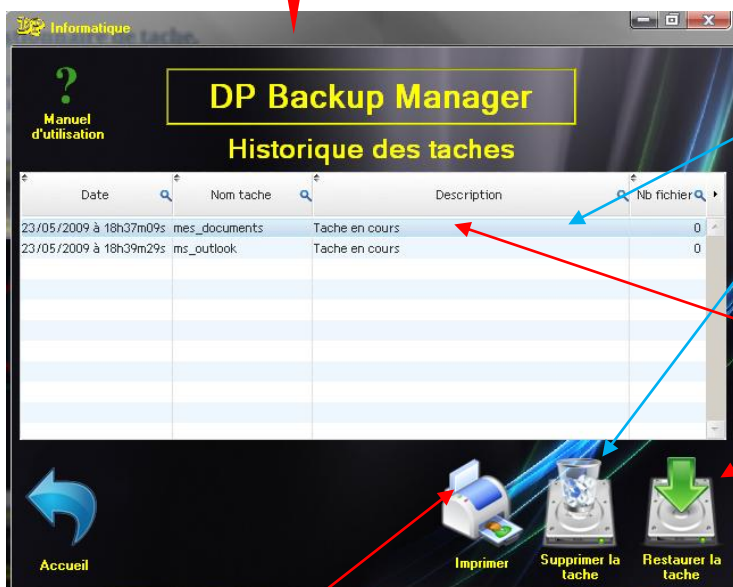 DP Informatique
DP Backup Manager
Manuel
d'utilisation
Historique des taches
Date Nom tache Description Nb fichier
23/05/2009 à 18h37m09s mes_documents Tache en cours 0
23/05/2009 à 18h39m29s ms_outlook Tache en cours 0
Accueil
Imprimer
Supprimer la
tache
Restaurer la
tache